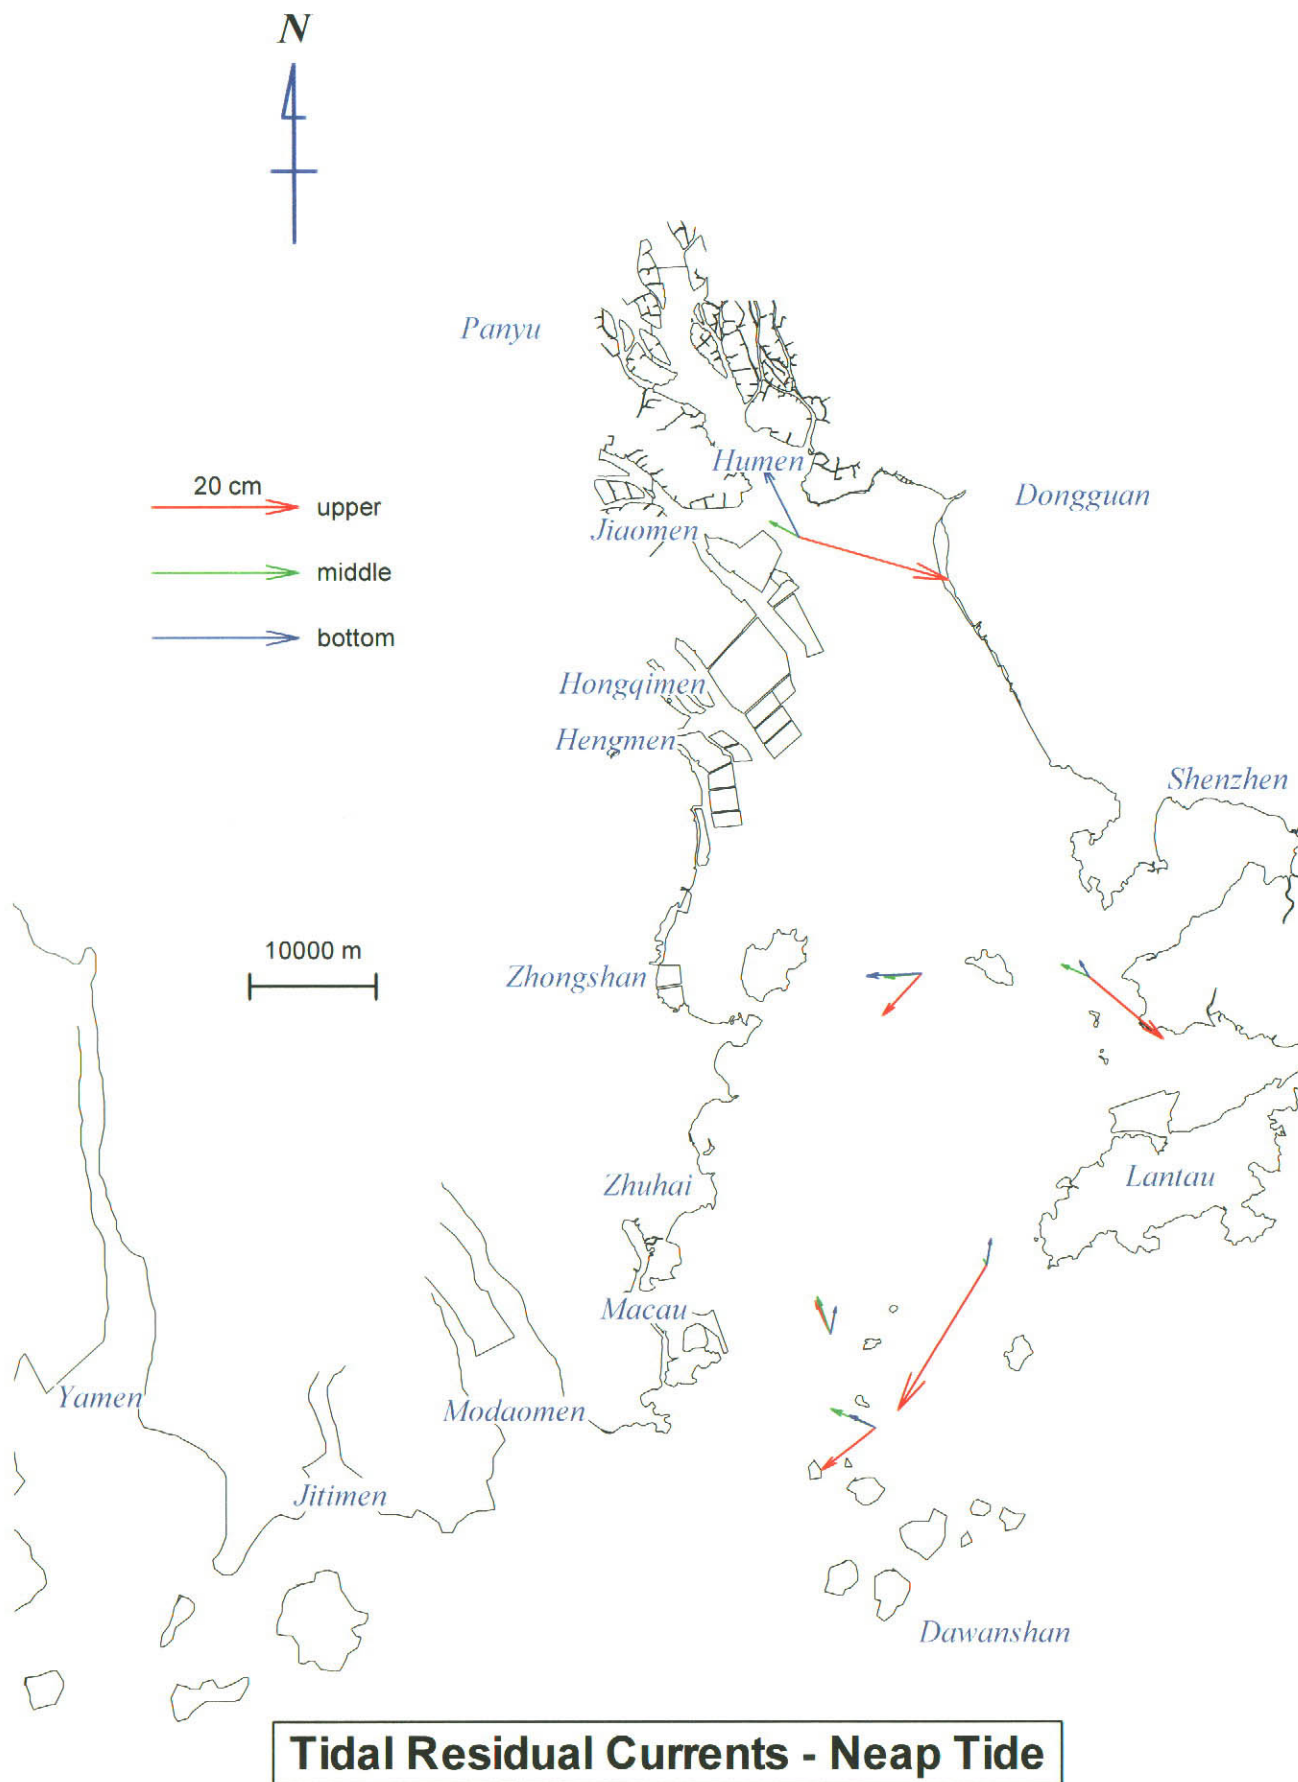 N
Panyu
Humen
20 cm
upper
Dongguan
Jiaomen
middle
bottom
Hongqimen
Hengmen
Shenzhen
10000 m
Zhongshan
Lantau
Zhuhai
Macau
Yamen
Modaomen
Jitimen
Dawanshan
Tidal Residual Currents - Neap Tide